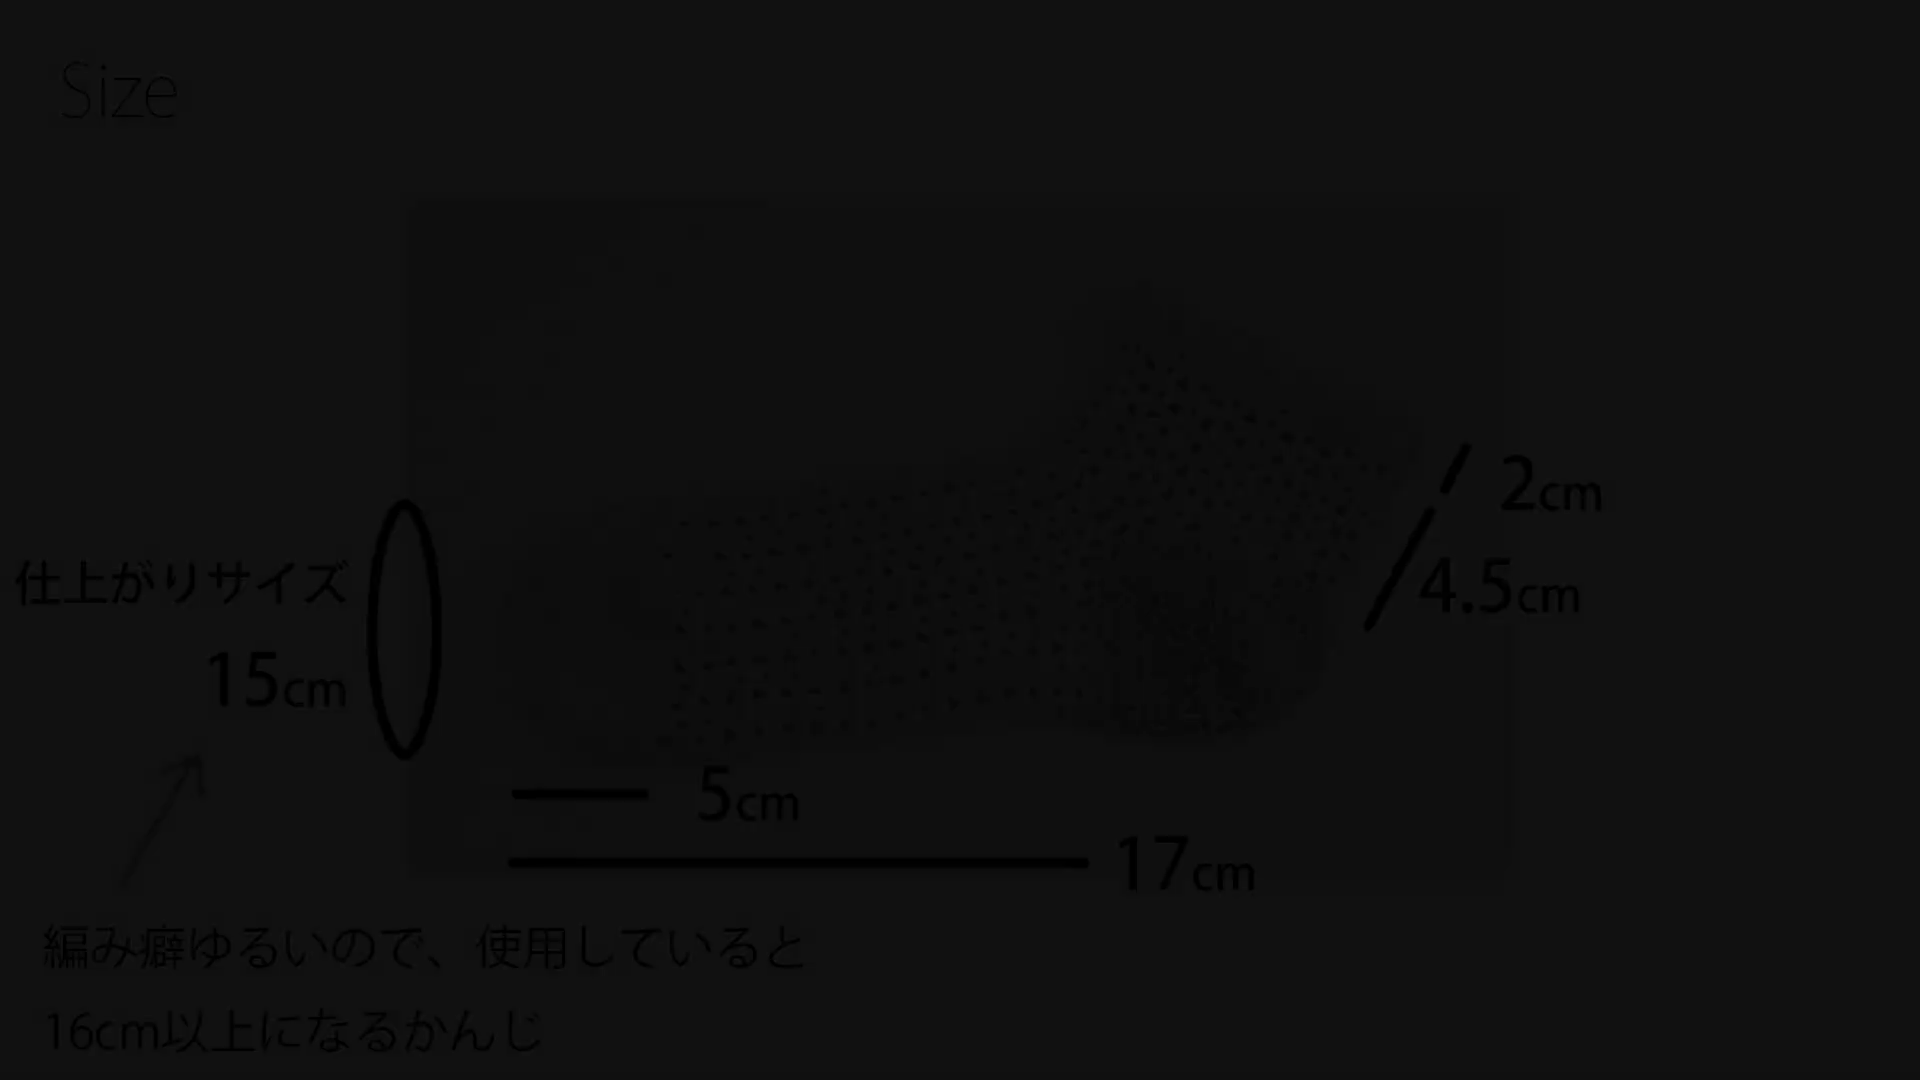 Size
2cm
4.5cm
仕上がりサイズ
15cm
5cm
17cm
編み癖ゆるいので、使用していると
16cm以上になるかんじ